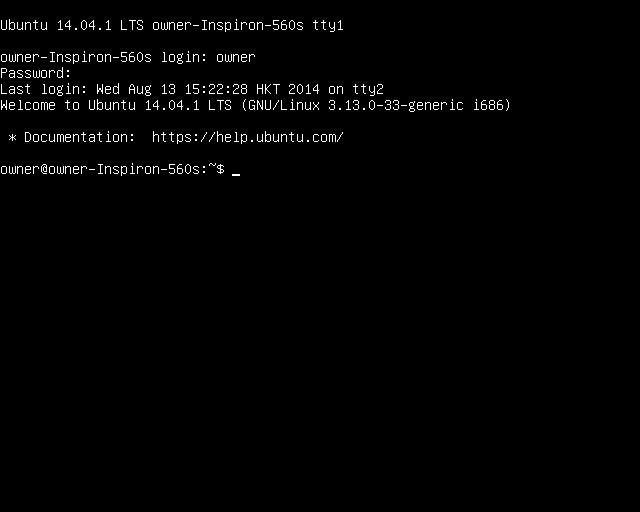 Ubuntu 14.04.1 LTS owner-Inspiron-560s tty1
owner-Inspiron-560s login: owner
Password:
Last login: Wed Aug 13 15:22:28 HKT 2014 on tty2
Welcome to Ubuntu 14.04.1 LTS (GNU/Linux 3.13.0-33-generic i686)
* Documentation:  https://help.ubuntu.com/
owner@owner-Inspiron-560s:~$ _